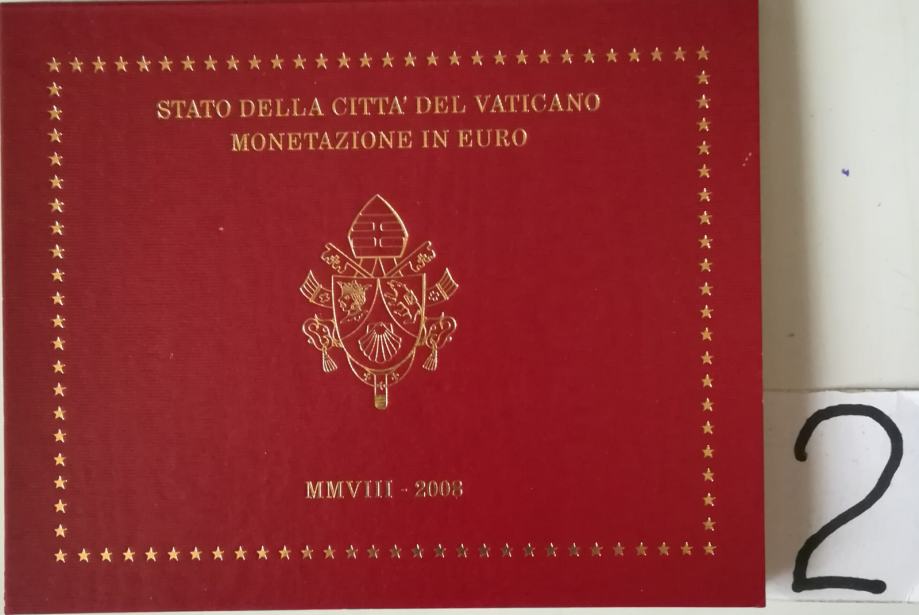 STATO DELLA CITTA' DEL VATICANO
MONETAZIONE IN EURO
MMVIII - 2008
2